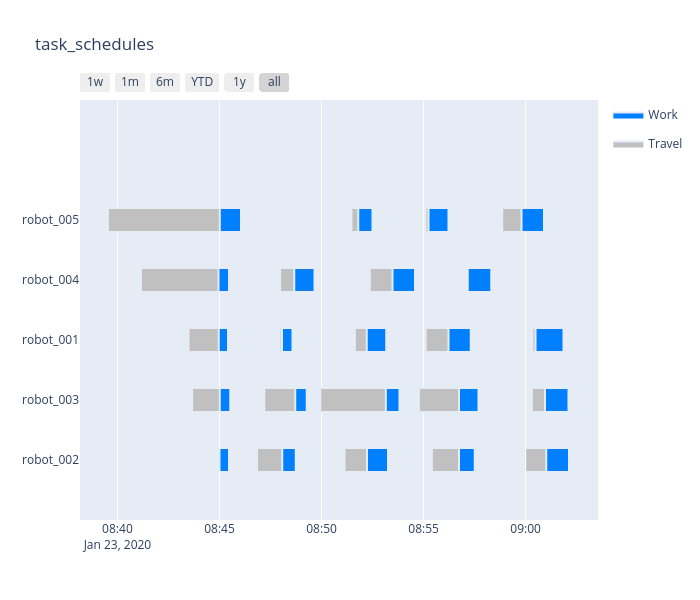 task_schedules
1w 1m 6m YTD 1y all
Work
Travel
robot_005
robot_004
robot_001
robot_003
robot_002
08:40 08:45 08:50 08:55 09:00
Jan 23, 2020